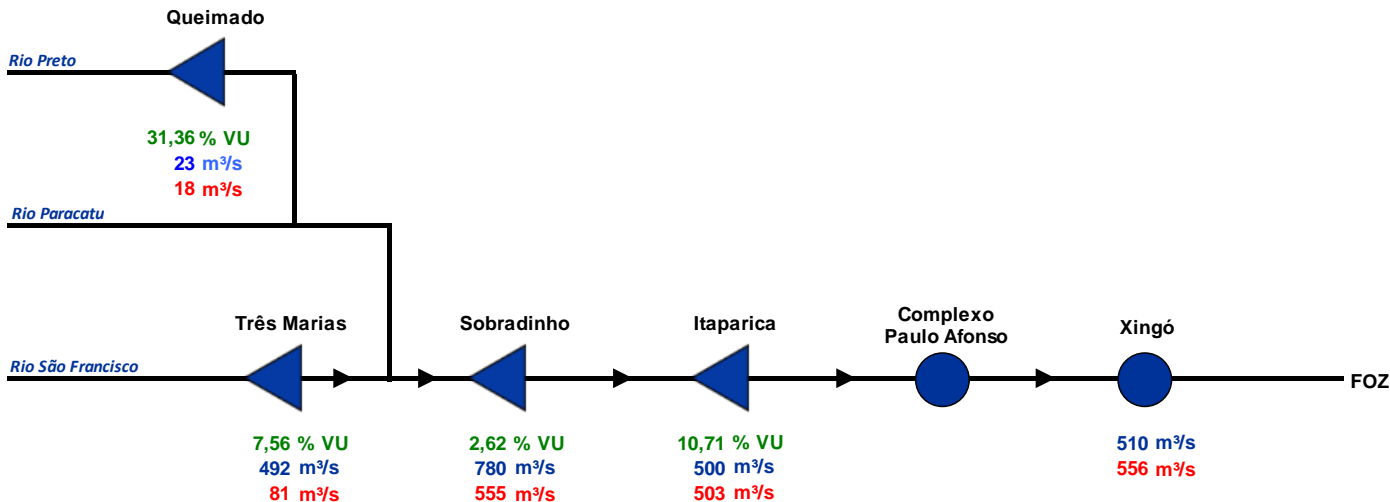 Queimado
Rio Preto
31,36 % VU
23 m³/s
18 m³/s
Rio Paracatu
Três Marias
Sobradinho
Itaparica
Complexo
Paulo Afonso
Xingó
Rio São Francisco
FOZ
7,56 % VU
492 m³/s
81 m³/s
2,62 % VU
780 m³/s
555 m³/s
10,71 % VU
500 m³/s
503 m³/s
510 m³/s
556 m³/s